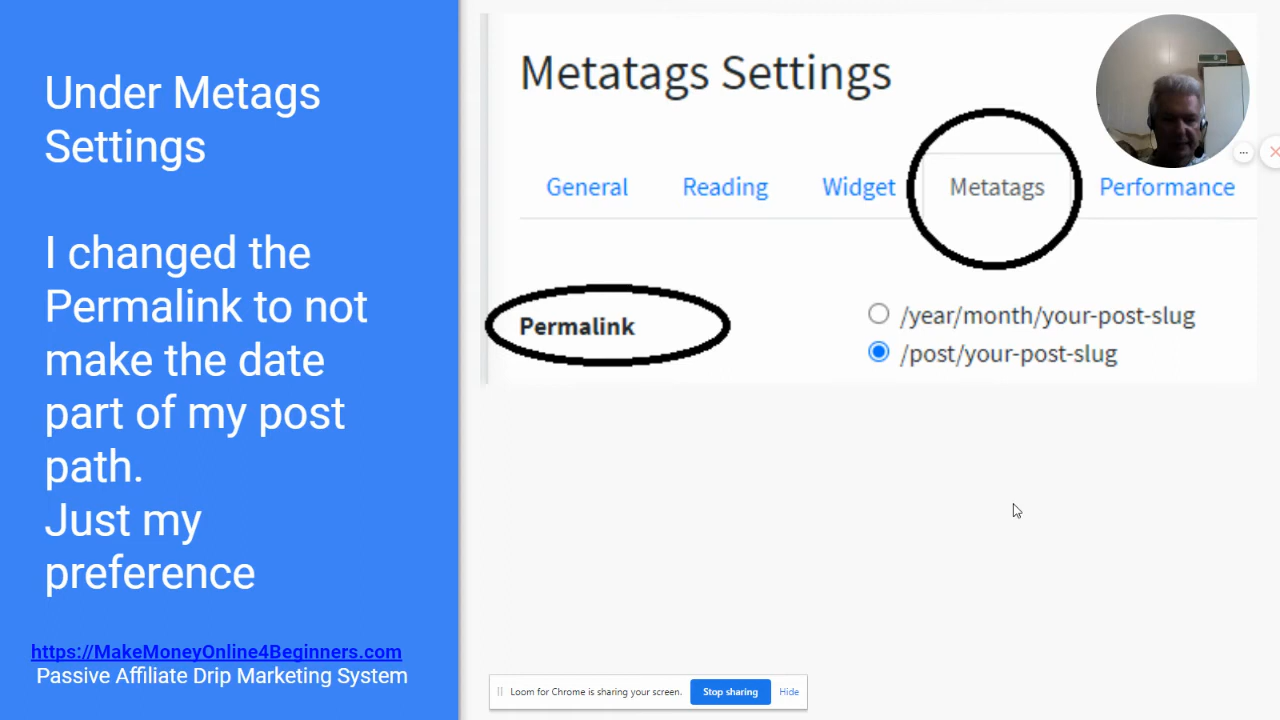 Under Metags
Settings
I changed the
Permalink to not
make the date
part of my post
path.
Just my
preference
https://MakeMoneyOnline4Beginners.com
Passive Affiliate Drip Marketing System
Metatags Settings
General Reading Widget Metatags Performance
Permalink
/year/month/your-post-slug
/post/your-post-slug
Loom for Chrome is sharing your screen. Stop sharing Hide